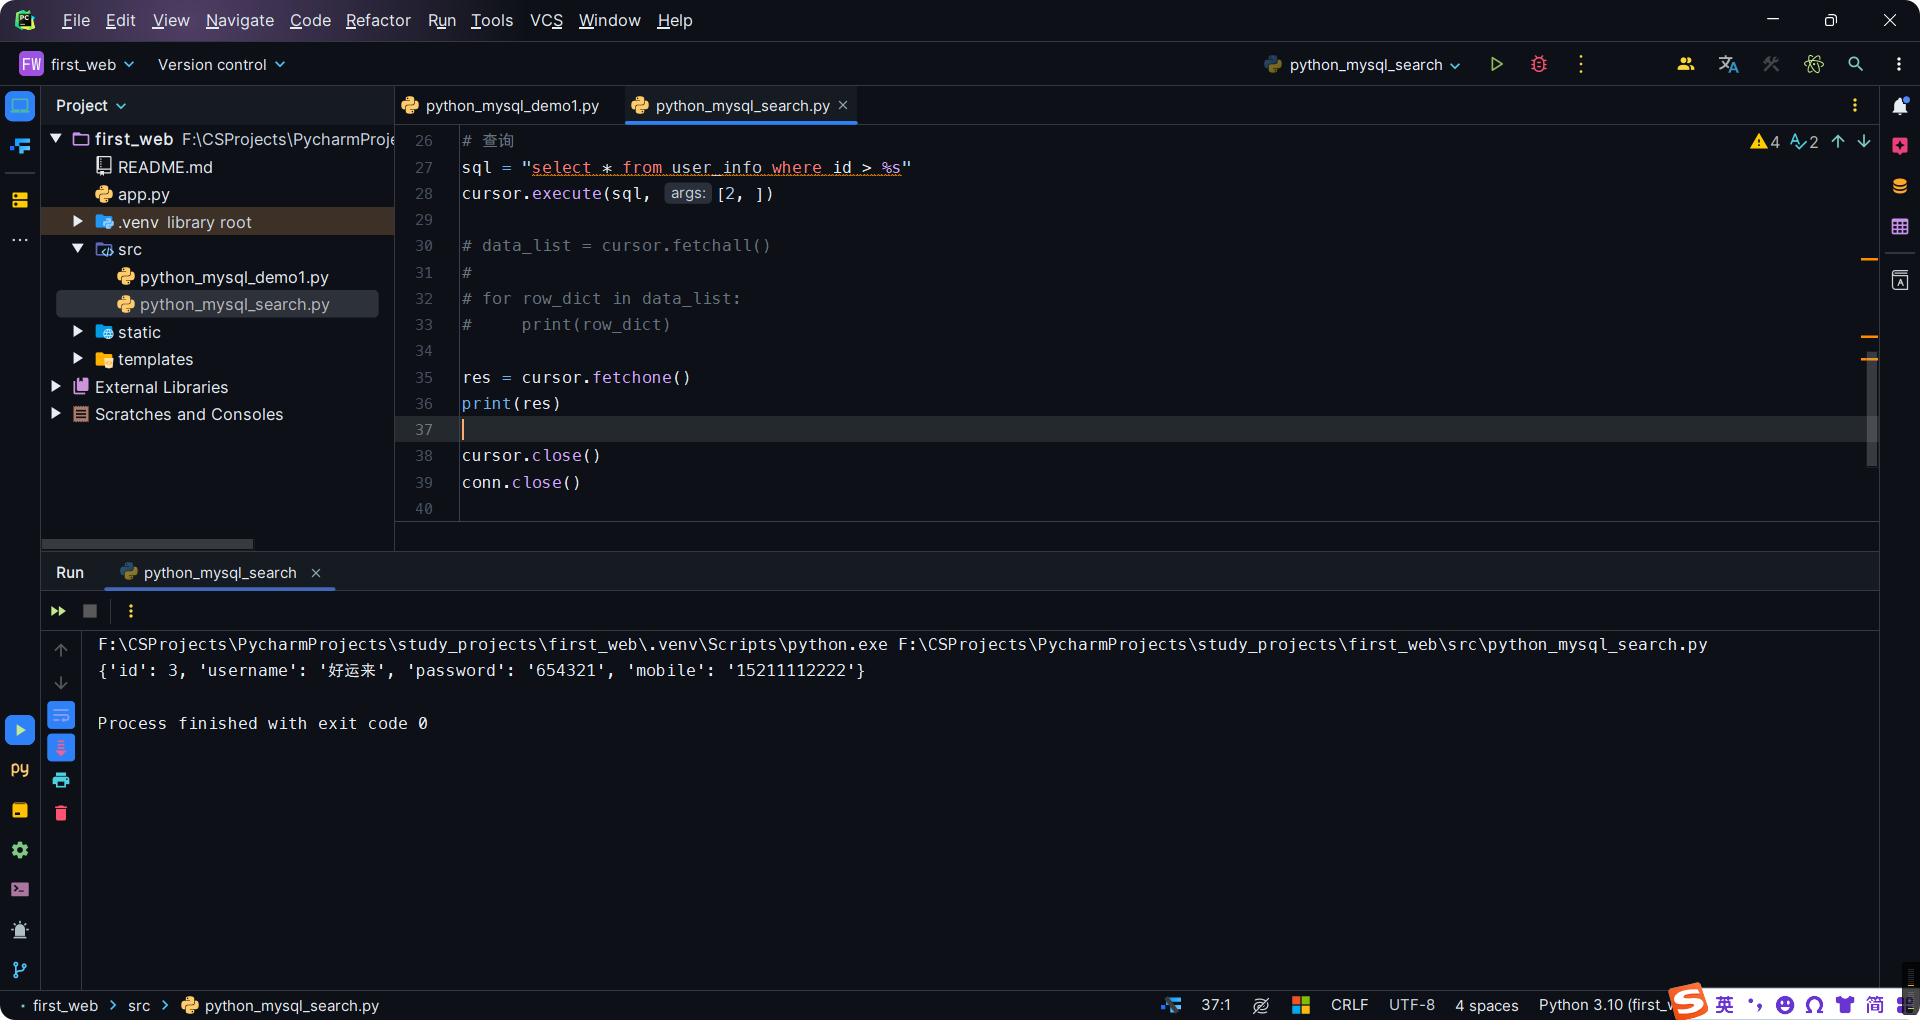 File Edit View Navigate Code Refactor Run Tools VCS Window Help
FW first_web Version control python_mysql_search
Project
python_mysql_demo1.py python_mysql_search.py
first_web F:\CSProjects\PycharmProje
README.md
app.py
.venv library root
src
python_mysql_demo1.py
python_mysql_search.py
static
templates
External Libraries
Scratches and Consoles
4 2
26 # 查询
27 sql = "select * from user_info where id > %s"
28 cursor.execute(sql, args: [2, ])
29
30 # data_list = cursor.fetchall()
31 #
32 # for row_dict in data_list:
33 #     print(row_dict)
34
35 res = cursor.fetchone()
36 print(res)
37
38 cursor.close()
39 conn.close()
40
Run python_mysql_search
F:\CSProjects\PycharmProjects\study_projects\first_web\.venv\Scripts\python.exe F:\CSProjects\PycharmProjects\study_projects\first_web\src\python_mysql_search.py
{'id': 3, 'username': '好运来', 'password': '654321', 'mobile': '15211112222'}
Process finished with exit code 0
first_web src python_mysql_search.py 37:1 CRLF UTF-8 4 spaces Python 3.10 (first_w
英 简